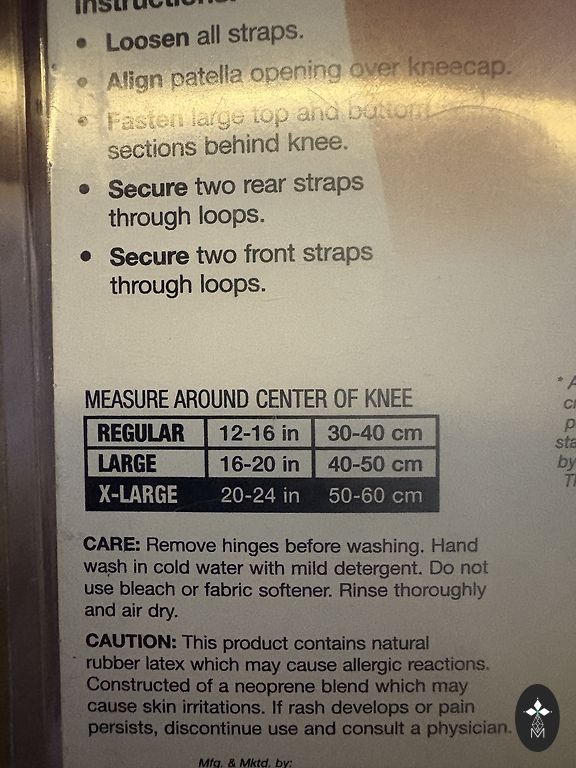 Instructions:
• Loosen all straps.
• Align patella opening over kneecap.
• Fasten large top and bottom
sections behind knee.
• Secure two rear straps
through loops.
• Secure two front straps
through loops.
MEASURE AROUND CENTER OF KNEE
REGULAR 12-16 in 30-40 cm
LARGE 16-20 in 40-50 cm
X-LARGE 20-24 in 50-60 cm
CARE: Remove hinges before washing. Hand
wash in cold water with mild detergent. Do not
use bleach or fabric softener. Rinse thoroughly
and air dry.
CAUTION: This product contains natural
rubber latex which may cause allergic reactions.
Constructed of a neoprene blend which may
cause skin irritations. If rash develops or pain
persists, discontinue use and consult a physician.
Mfg. & Mktd. by:
M